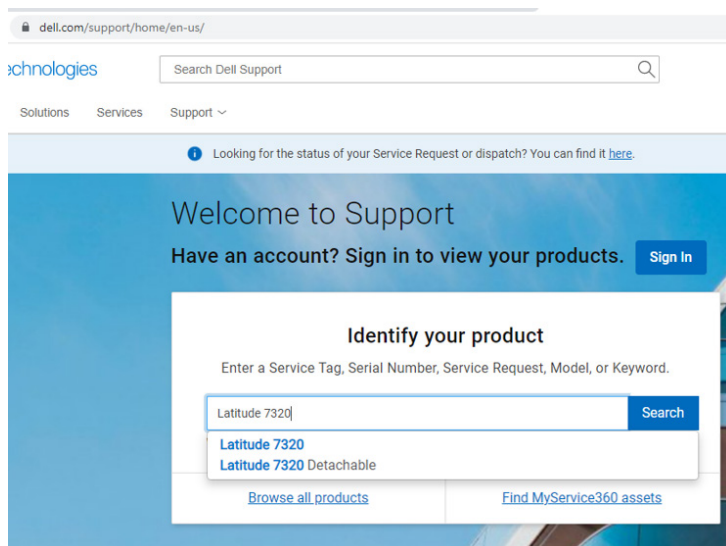 dell.com/support/home/en-us/
echnologies
Search Dell Support
Solutions Services Support
Looking for the status of your Service Request or dispatch? You can find it here.
Welcome to Support
Have an account? Sign in to view your products. Sign In
Identify your product
Enter a Service Tag, Serial Number, Service Request, Model, or Keyword.
Latitude 7320 Search
Latitude 7320
Latitude 7320 Detachable
Browse all products Find MyService360 assets